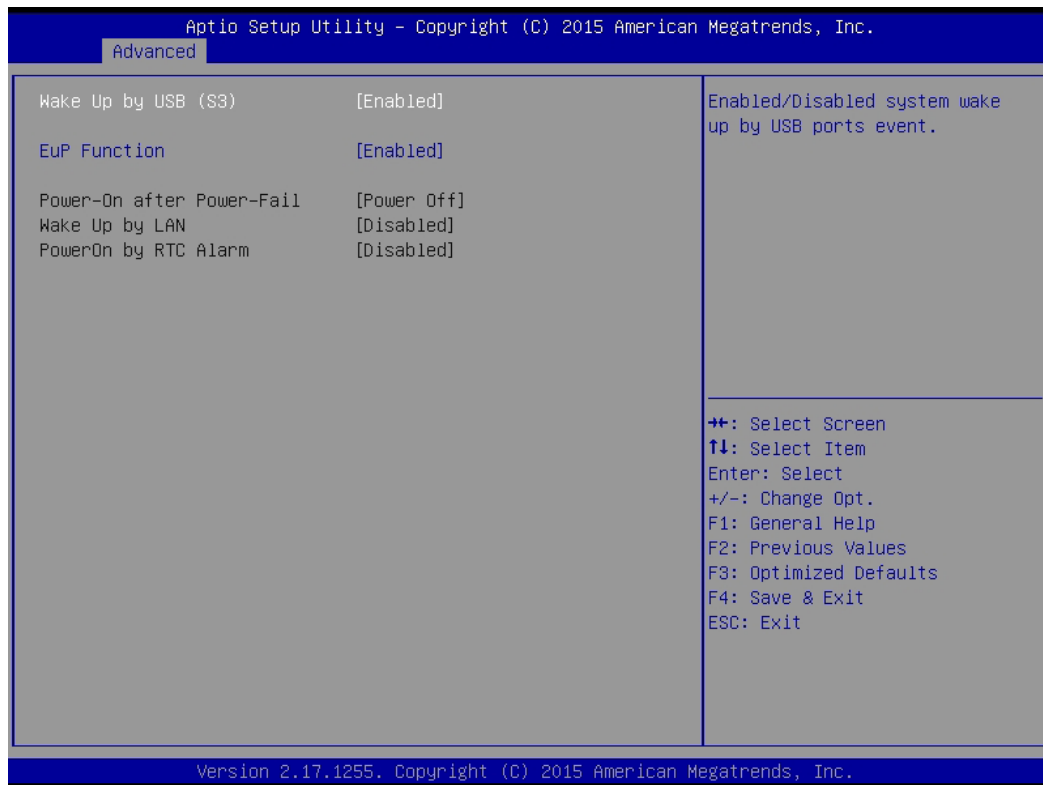 Aptio Setup Utility – Copyright (C) 2015 American Megatrends, Inc.
Advanced
Wake Up by USB (S3) [Enabled]
EuP Function [Enabled]
Power-On after Power-Fail [Power Off]
Wake Up by LAN [Disabled]
PowerOn by RTC Alarm [Disabled]
Enabled/Disabled system wake
up by USB ports event.
→←: Select Screen
↑↓: Select Item
Enter: Select
+/-: Change Opt.
F1: General Help
F2: Previous Values
F3: Optimized Defaults
F4: Save & Exit
ESC: Exit
Version 2.17.1255. Copyright (C) 2015 American Megatrends, Inc.